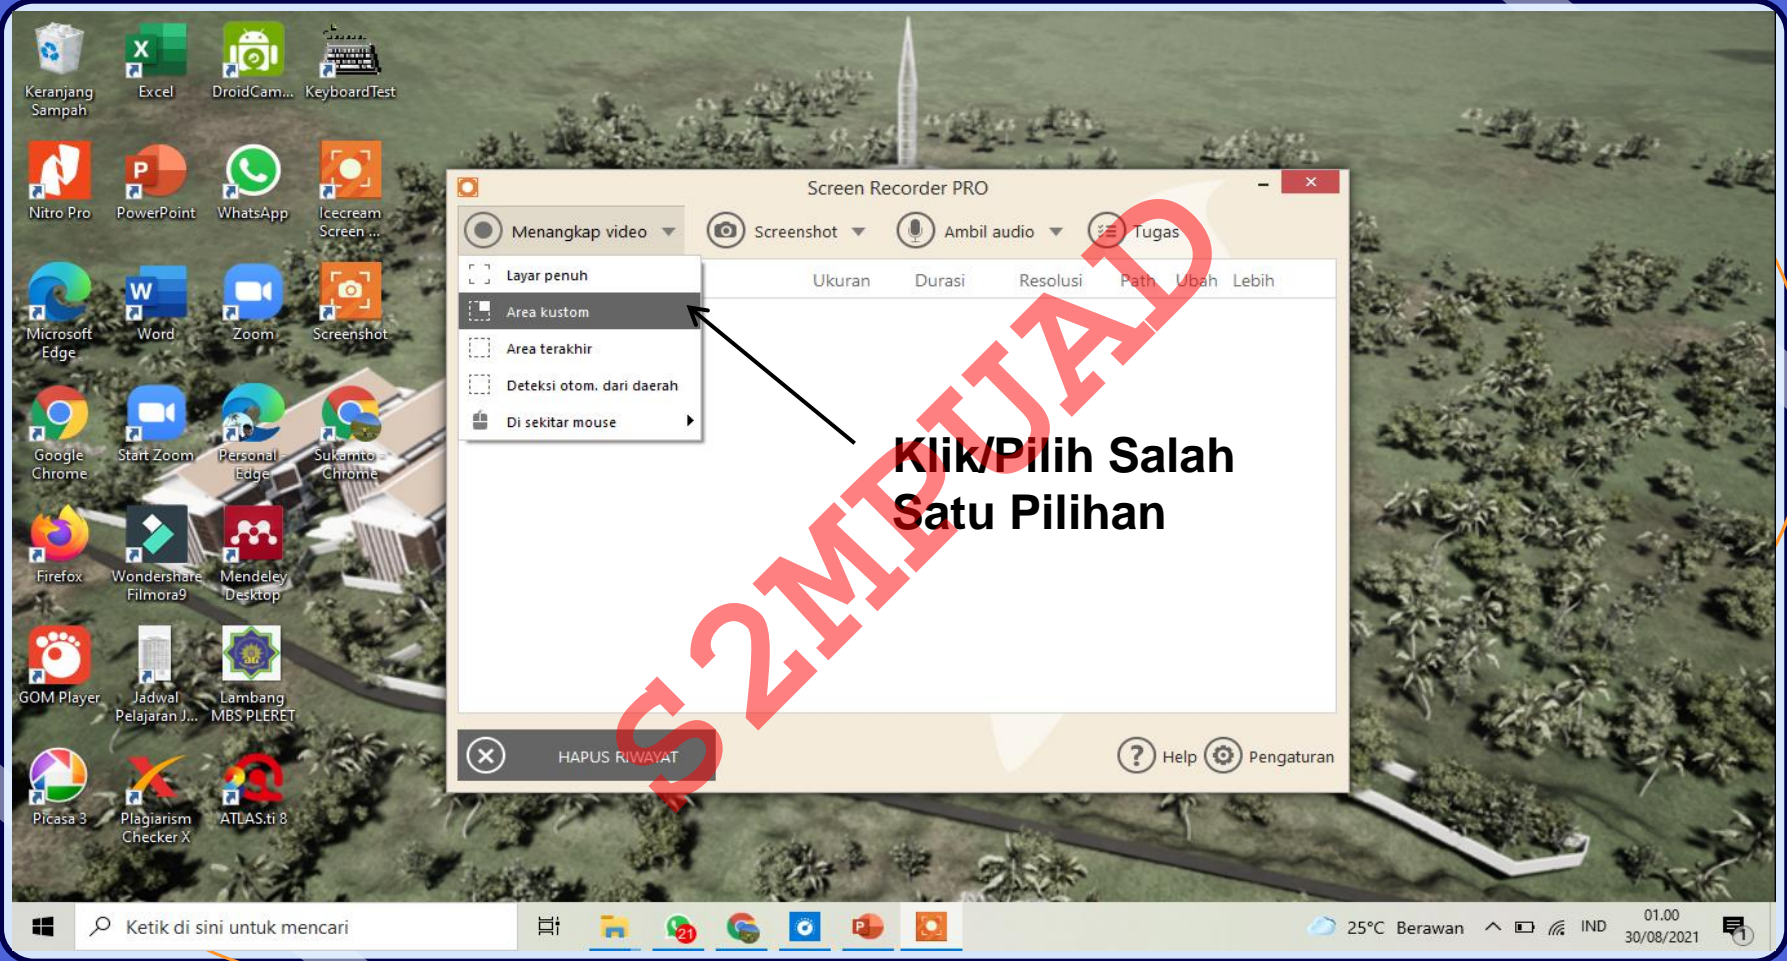 Keranjang
Sampah
Excel
DroidCam...
KeyboardTest
Nitro Pro
PowerPoint
WhatsApp
Icecream
Screen ...
Microsoft
Edge
Word
Zoom
Screenshot
Google
Chrome
Start Zoom
Personal -
Edge
Sukamto -
Chrome
Firefox
Wondershare
Filmora9
Mendeley
Desktop
GOM Player
Jadwal
Pelajaran J...
Lambang
MBS PLERET
Picasa 3
Plagiarism
Checker X
ATLAS.ti 8
Screen Recorder PRO
Menangkap video
Screenshot
Ambil audio
Tugas
Layar penuh
Area kustom
Area terakhir
Deteksi otom. dari daerah
Di sekitar mouse
Ukuran Durasi Resolusi Path Ubah Lebih
Klik/Pilih Salah
Satu Pilihan
S2MPUAD
HAPUS RIWAYAT
Help
Pengaturan
Ketik di sini untuk mencari
21
25°C Berawan
IND
01.00
30/08/2021
1